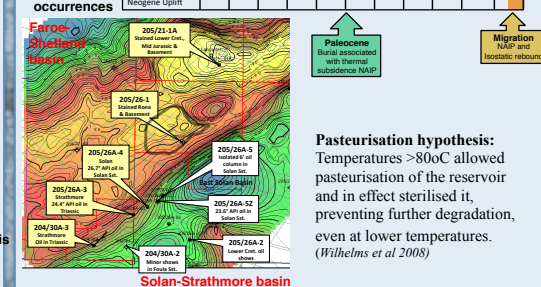 occurrences
Neogene Uplift
Faroe-
Shetland
basin
205/21-1A
Stained Lower Cret.,
Mid Jurassic &
Basement
205/26-1
Stained Rona
& Basement
205/26A-4
Solan
26.7° API oil in
Solan Sst.
205/26A-5
Isolated 6' oil
column in
Solan Sst.
East Solan Basin
205/26A-3
Strathmore
24.4° API oil in
Triassic
205/26A-5Z
23.6° API oil in
Solan Sst.
204/30A-3
Strathmore
Oil in Triassic
204/30A-2
Minor shows
in Foula Sst.
205/26A-2
Lower Cret. oil
shows
Solan-Strathmore basin
Paleocene
Burial associated
with thermal
subsidence NAIP
Migration
NAIP and
Isostatic rebound
Pasteurisation hypothesis:
Temperatures >80oC allowed
pasteurisation of the reservoir
and in effect sterilised it,
preventing further degradation,
even at lower temperatures.
(Wilhelms et al 2008)
is